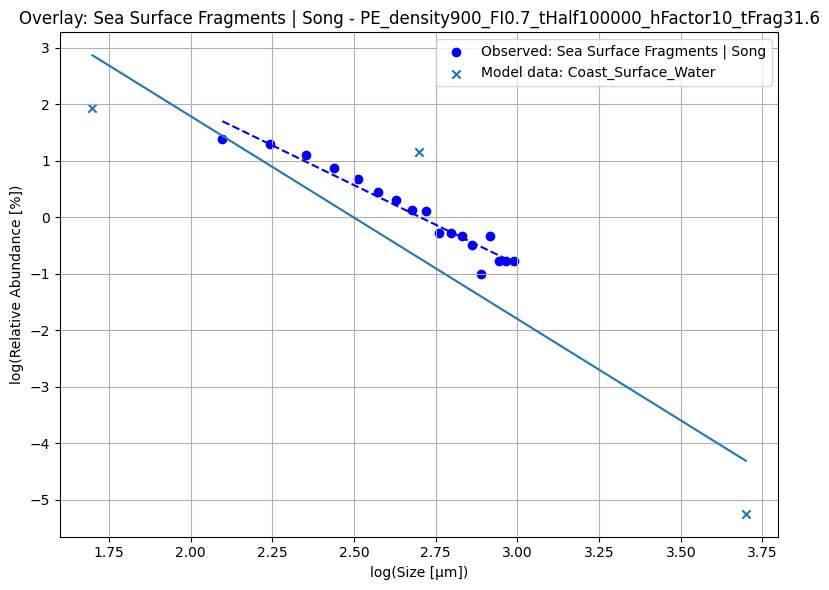 Overlay: Sea Surface Fragments | Song - PE_density900_FI0.7_tHalf100000_hFactor10_tFrag31.6
Observed: Sea Surface Fragments | Song
Model data: Coast_Surface_Water
log(Relative Abundance [%])
3
2
1
0
−1
−2
−3
−4
−5
1.75 2.00 2.25 2.50 2.75 3.00 3.25 3.50 3.75
log(Size [μm])